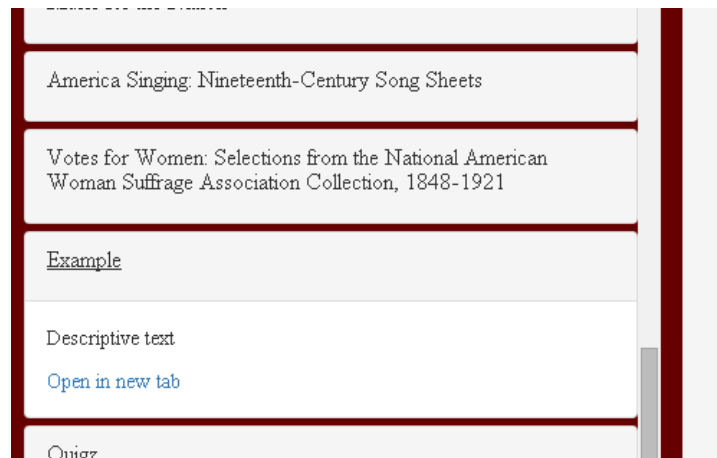 America Singing: Nineteenth-Century Song Sheets
Votes for Women: Selections from the National American
Woman Suffrage Association Collection, 1848-1921
Example
Descriptive text
Open in new tab